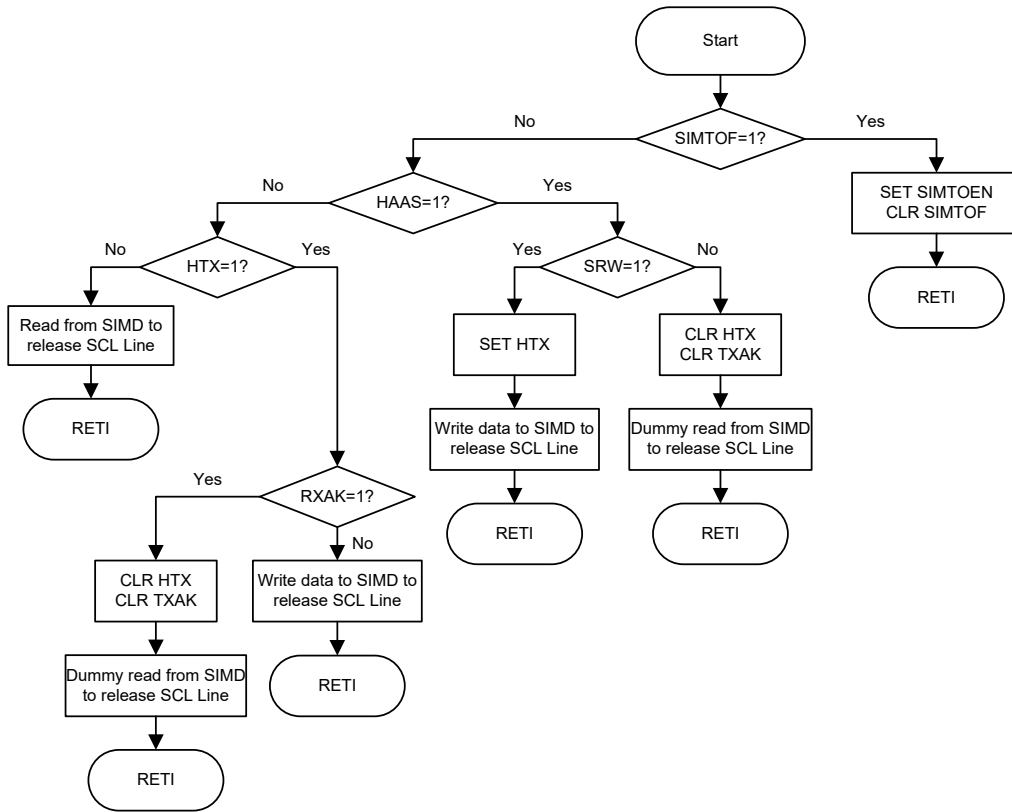 Start
SIMTOF=1?
No
Yes
SET SIMTOEN
CLR SIMTOF
RETI
HAAS=1?
No
Yes
HTX=1?
No
Yes
SRW=1?
Yes
No
Read from SIMD to
release SCL Line
RETI
SET HTX
Write data to SIMD to
release SCL Line
RETI
CLR HTX
CLR TXAK
Dummy read from SIMD
to release SCL Line
RETI
RXAK=1?
Yes
No
CLR HTX
CLR TXAK
Dummy read from SIMD
to release SCL Line
RETI
Write data to SIMD to
release SCL Line
RETI